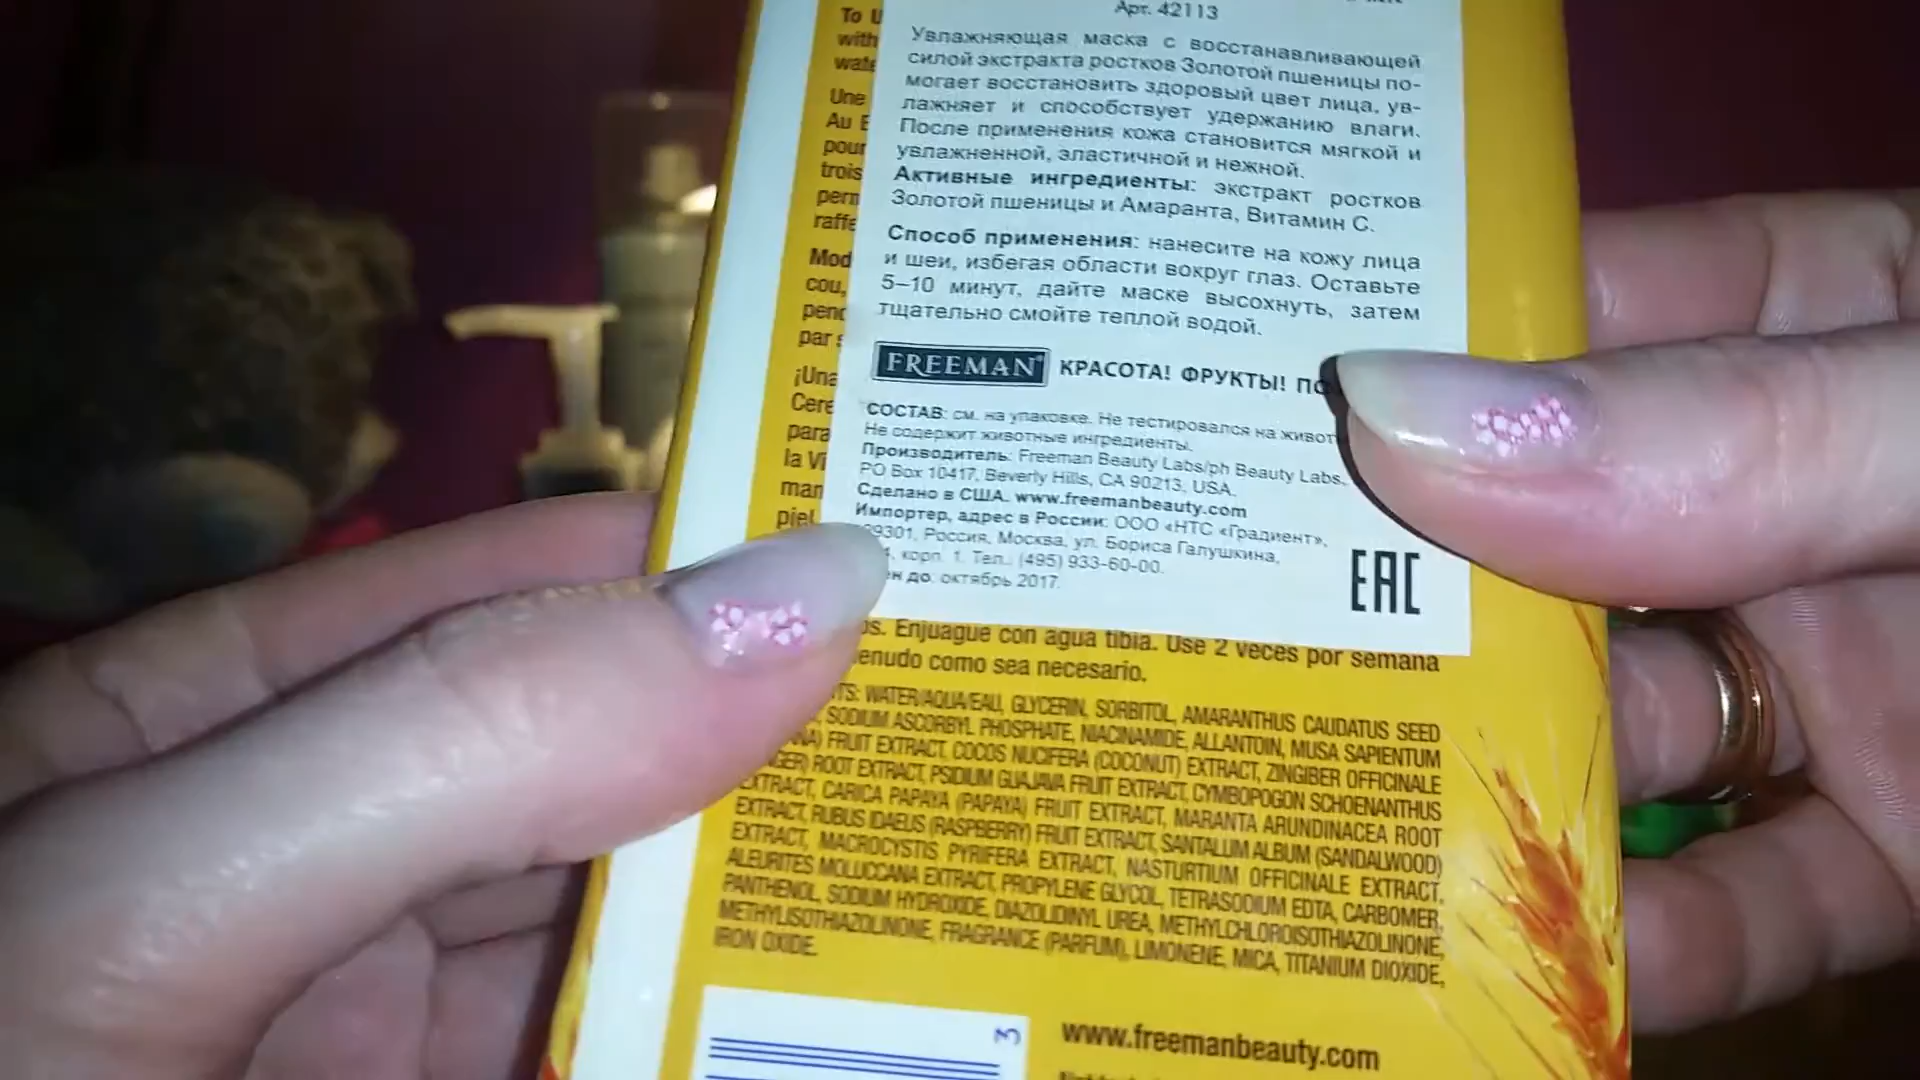 Арт. 42113
Увлажняющая маска с восстанавливающей
силой экстракта ростков Золотой пшеницы по-
могает восстановить здоровый цвет лица, ув-
лажняет и способствует удержанию влаги.
После применения кожа становится мягкой и
увлажненной, эластичной и нежной.
Активные ингредиенты: экстракт ростков
Золотой пшеницы и Амаранта, Витамин С.
Способ применения: нанесите на кожу лица
и шеи, избегая области вокруг глаз. Оставьте
5–10 минут, дайте маске высохнуть, затем
тщательно смойте теплой водой.
FREEMAN КРАСОТА! ФРУКТЫ!
СОСТАВ: см. на упаковке. Не тестировался на
Не содержит животные ингредиенты.
Производитель: Freeman Beauty Labs/ph Beauty Labs.
PO Box 10417, Beverly Hills, CA 90213, USA.
Сделано в США. www.freemanbeauty.com
Импортер, адрес в России: ООО «НТС «Градиент»,
Россия, Москва, ул. Бориса Галушкина,
корп. 1. Тел.: (495) 933-60-00.
до: октябрь 2017.
EAC
To
with
Une
Au
cou,
par
¡Una
para
la
Enjuague con agua tibia. Use 2 veces por semana
como sea necesario.
WATER/AQUA/EAU, GLYCERIN, SORBITOL, AMARANTHUS CAUDATUS SEED
SODIUM ASCORBYL PHOSPHATE, NIACINAMIDE, ALLANTOIN, MUSA SAPIENTUM
FRUIT EXTRACT, COCOS NUCIFERA (COCONUT) EXTRACT, ZINGIBER OFFICINALE
ROOT EXTRACT, PSIDIUM GUAJAVA FRUIT EXTRACT, CYMBOPOGON SCHOENANTHUS
EXTRACT, CARICA PAPAYA (PAPAYA) FRUIT EXTRACT, MARANTA ARUNDINACEA ROOT
EXTRACT, RUBUS IDAEUS (RASPBERRY) FRUIT EXTRACT, SANTALUM ALBUM (SANDALWOOD)
EXTRACT, MACROCYSTIS PYRIFERA EXTRACT, NASTURTIUM OFFICINALE EXTRACT,
ALEURITES MOLUCCANA EXTRACT, PROPYLENE GLYCOL, TETRASODIUM EDTA, CARBOMER,
PANTHENOL, SODIUM HYDROXIDE, DIAZOLIDINYL UREA, METHYLCHLOROISOTHIAZOLINONE,
METHYLISOTHIAZOLINONE, FRAGRANCE (PARFUM), LIMONENE, MICA, TITANIUM DIOXIDE,
IRON OXIDE.
3
www.freemanbeauty.com